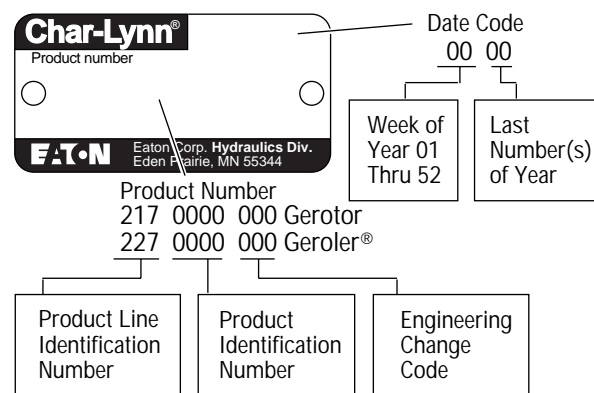 Char-Lynn®
Product number
EATON
Eaton Corp. Hydraulics Div.
Eden Prairie, MN 55344
Date Code
00 00
Week of
Year 01
Thru 52
Last
Number(s)
of Year
Product Number
217 0000 000 Gerotor
227 0000 000 Geroler®
Product Line
Identification
Number
Product
Identification
Number
Engineering
Change
Code